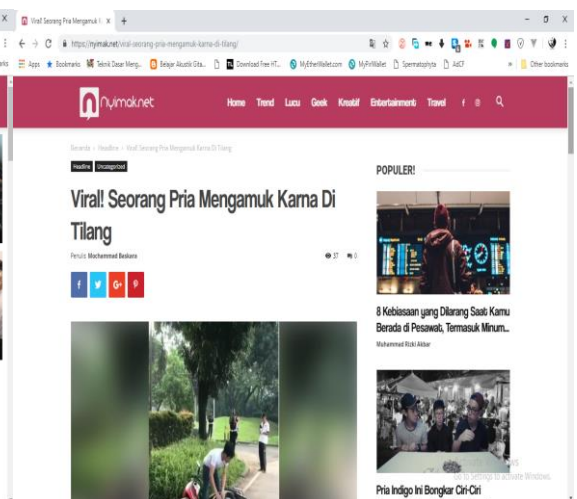 Viral! Seorang Pria Mengamuk K
https://nyimak.net/viral-seorang-pria-mengamuk-karna-di-tilang/
Apps
Bookmarks
Teknik Dasar Meng...
Belajar Akustik Gita...
Download Free HT...
MyEtherWallet.com
Spermatophyta
AdCF
Other bookmarks
nyimak.net
Home Trend Lucu Geek Kreatif Entertainment Travel
Beranda > Headline > Viral! Seorang Pria Mengamuk Karna Di Tilang
Headline Uncategorized
Viral! Seorang Pria Mengamuk Karna Di
Tilang
Penulis Mochammad Baskoro
37 0
POPULER!
8 Kebiasaan yang Dilarang Saat Kamu
Berada di Pesawat, Termasuk Minum...
Muhammad Rizki Akbar
Go to Settings to activate Windows.
Pria Indigo Ini Bongkar Ciri-Ciri